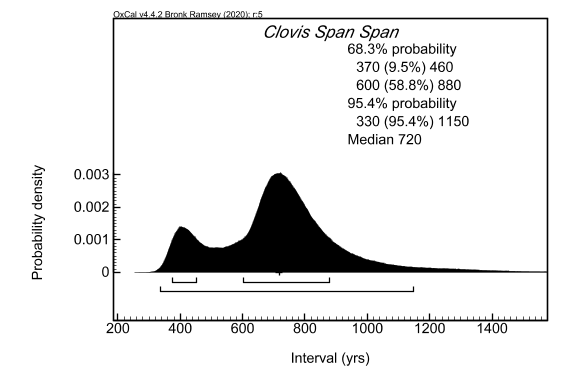 OxCal v4.4.2 Bronk Ramsey (2020); r:5
Clovis Span Span
68.3% probability
370 (9.5%) 460
600 (58.8%) 880
95.4% probability
330 (95.4%) 1150
Median 720
Probability density
0.003
0.002
0.001
0
200 400 600 800 1000 1200 1400
Interval (yrs)